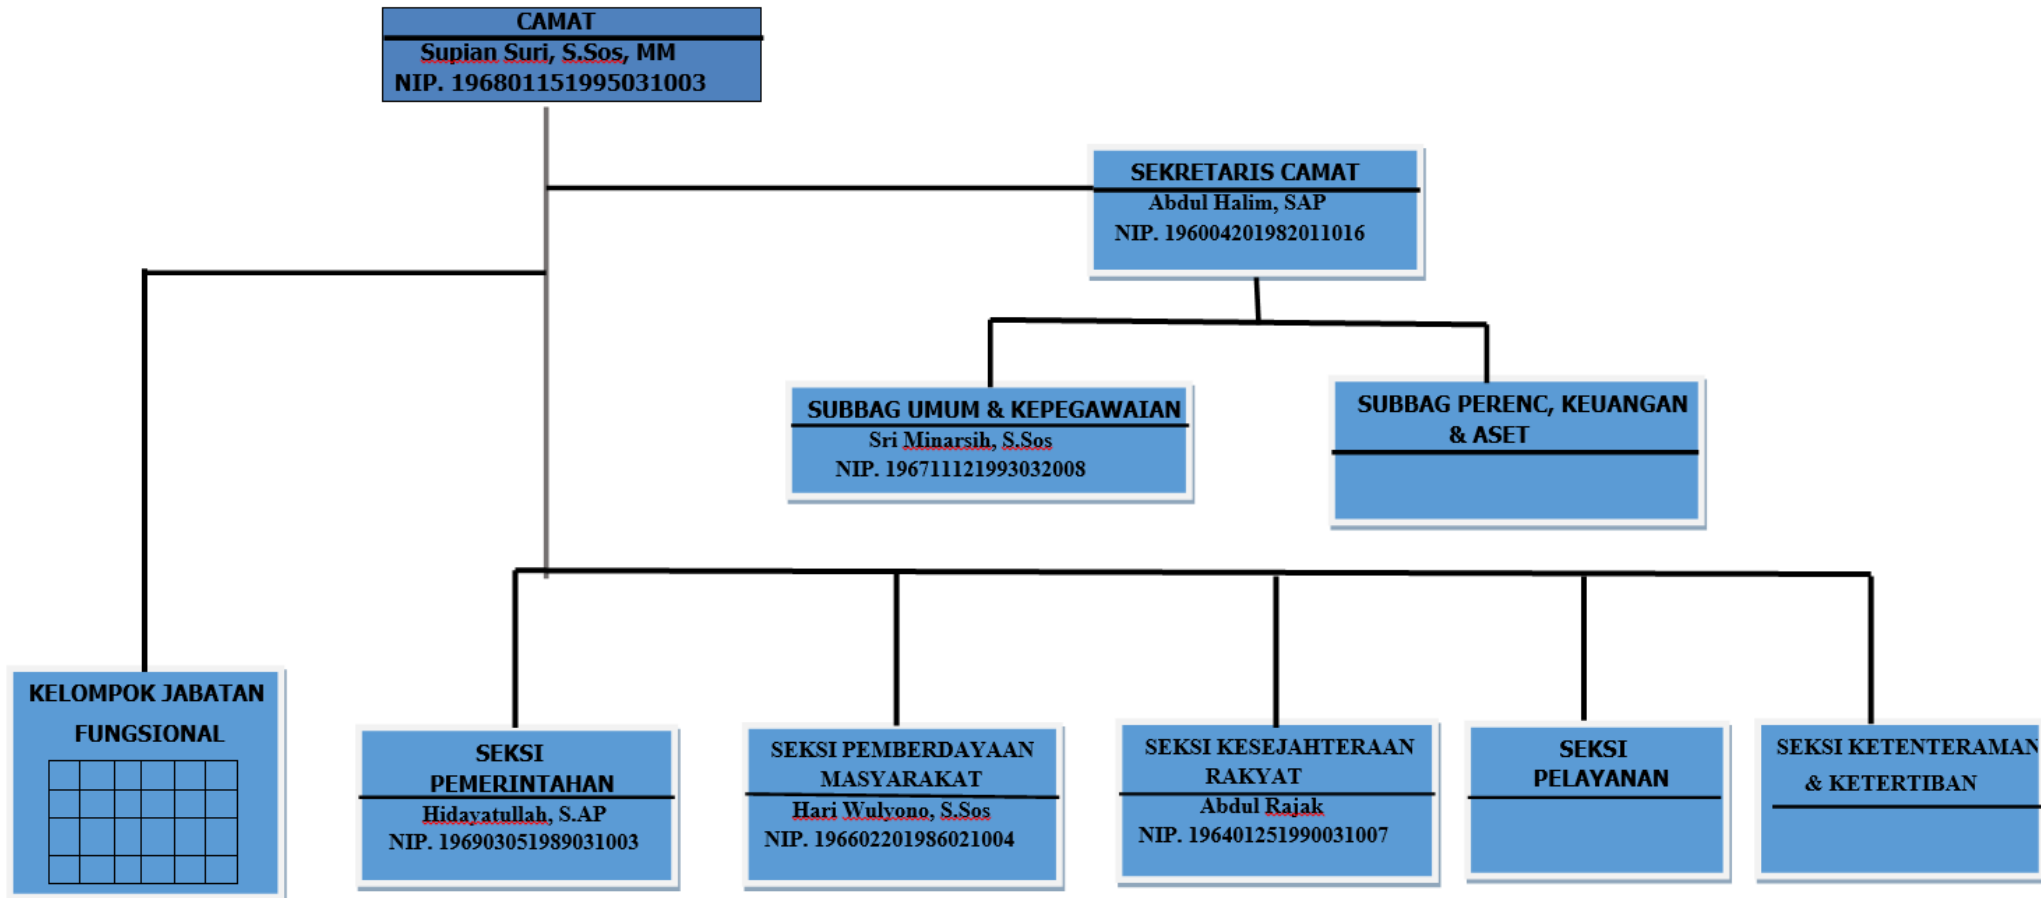 CAMAT
Supian Suri, S.Sos, MM
NIP. 196801151995031003
SEKRETARIS CAMAT
Abdul Halim, SAP
NIP. 196004201982011016
SUBBAG UMUM & KEPEGAWAIAN
Sri Minarsih, S.Sos
NIP. 196711121993032008
SUBBAG PERENC, KEUANGAN
& ASET
KELOMPOK JABATAN
FUNGSIONAL
SEKSI
PEMERINTAHAN
Hidayatullah, S.AP
NIP. 196903051989031003
SEKSI PEMBERDAYAAN
MASYARAKAT
Hari Wulyono, S.Sos
NIP. 196602201986021004
SEKSI KESEJAHTERAAN
RAKYAT
Abdul Rajak
NIP. 196401251990031007
SEKSI
PELAYANAN
SEKSI KETENTERAMAN
& KETERTIBAN